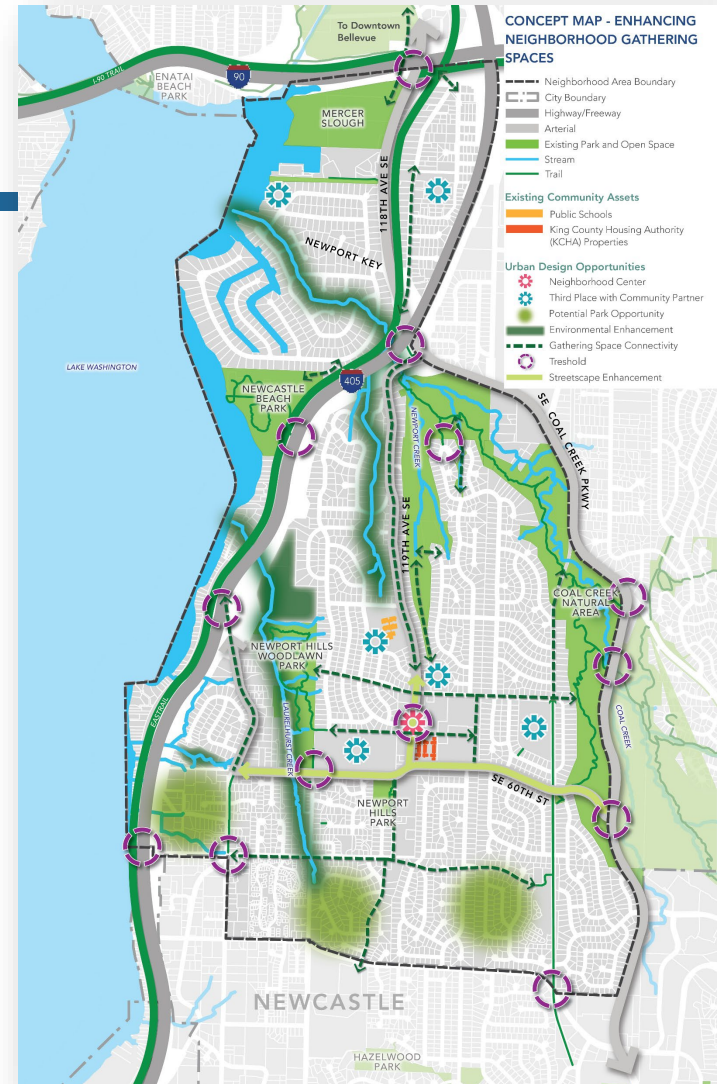 CONCEPT MAP - ENHANCING
NEIGHBORHOOD GATHERING
SPACES
Neighborhood Area Boundary
City Boundary
Highway/Freeway
Arterial
Existing Park and Open Space
Stream
Trail
Existing Community Assets
Public Schools
King County Housing Authority
(KCHA) Properties
Urban Design Opportunities
Neighborhood Center
Third Place with Community Partner
Potential Park Opportunity
Environmental Enhancement
Gathering Space Connectivity
Treshold
Streetscape Enhancement
To Downtown
Bellevue
I-90 TRAIL
90
ENATAI
BEACH
PARK
MERCER
SLOUGH
118TH AVE SE
NEWPORT KEY
LAKE WASHINGTON
405
NEWCASTLE
BEACH
PARK
NEWPORT CREEK
SE COAL CREEK PKWY
119TH AVE SE
COAL CREEK
NATURAL
AREA
NEWPORT HILLS
WOODLAWN
PARK
EASTRAIL
LAURELHURST CREEK
COAL CREEK
SE 60TH ST
NEWPORT
HILLS
PARK
NEWCASTLE
HAZELWOOD
PARK